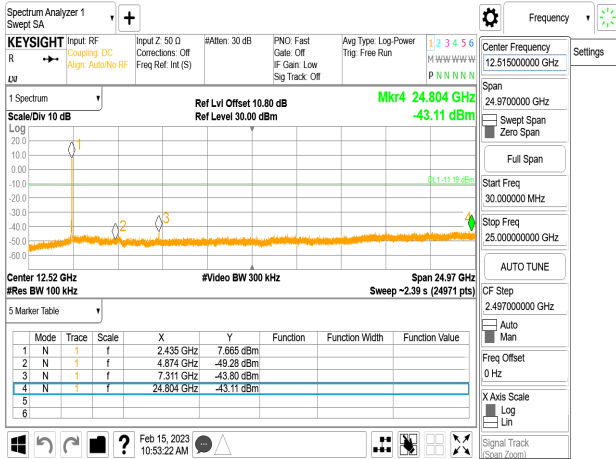 Spectrum Analyzer 1
Swept SA
Frequency
Settings
KEYSIGHT
R
Input: RF
Coupling: DC
Align: Auto/No RF
Input Z: 50 Ω
Corrections: Off
Freq Ref: Int (S)
#Atten: 30 dB
PNO: Fast
Gate: Off
IF Gain: Low
Sig Track: Off
Avg Type: Log-Power
Trig: Free Run
1 2 3 4 5 6
M W W W W W
P N N N N N
1 Spectrum
Scale/Div 10 dB
Ref Lvl Offset 10.80 dB
Ref Level 30.00 dBm
Mkr4 24.804 GHz
-43.11 dBm
Log
20.0
10.0
0.00
-10.0
-20.0
-30.0
-40.0
-50.0
-60.0
1
2
3
4
DL1 -11.19 dBm
Center 12.52 GHz
#Res BW 100 kHz
#Video BW 300 kHz
Span 24.97 GHz
Sweep ~2.39 s (24971 pts)
5 Marker Table
Mode Trace Scale X Y Function Function Width Function Value
1 N 1 f 2.435 GHz 7.665 dBm
2 N 1 f 4.874 GHz -49.28 dBm
3 N 1 f 7.311 GHz -43.80 dBm
4 N 1 f 24.804 GHz -43.11 dBm
5
6
?
Feb 15, 2023
10:53:22 AM
Center Frequency
12.515000000 GHz
Span
24.9700000 GHz
Swept Span
Zero Span
Full Span
Start Freq
30.000000 MHz
Stop Freq
25.000000000 GHz
AUTO TUNE
CF Step
2.497000000 GHz
Auto
Man
Freq Offset
0 Hz
X Axis Scale
Log
Lin
Signal Track
(Span Zoom)